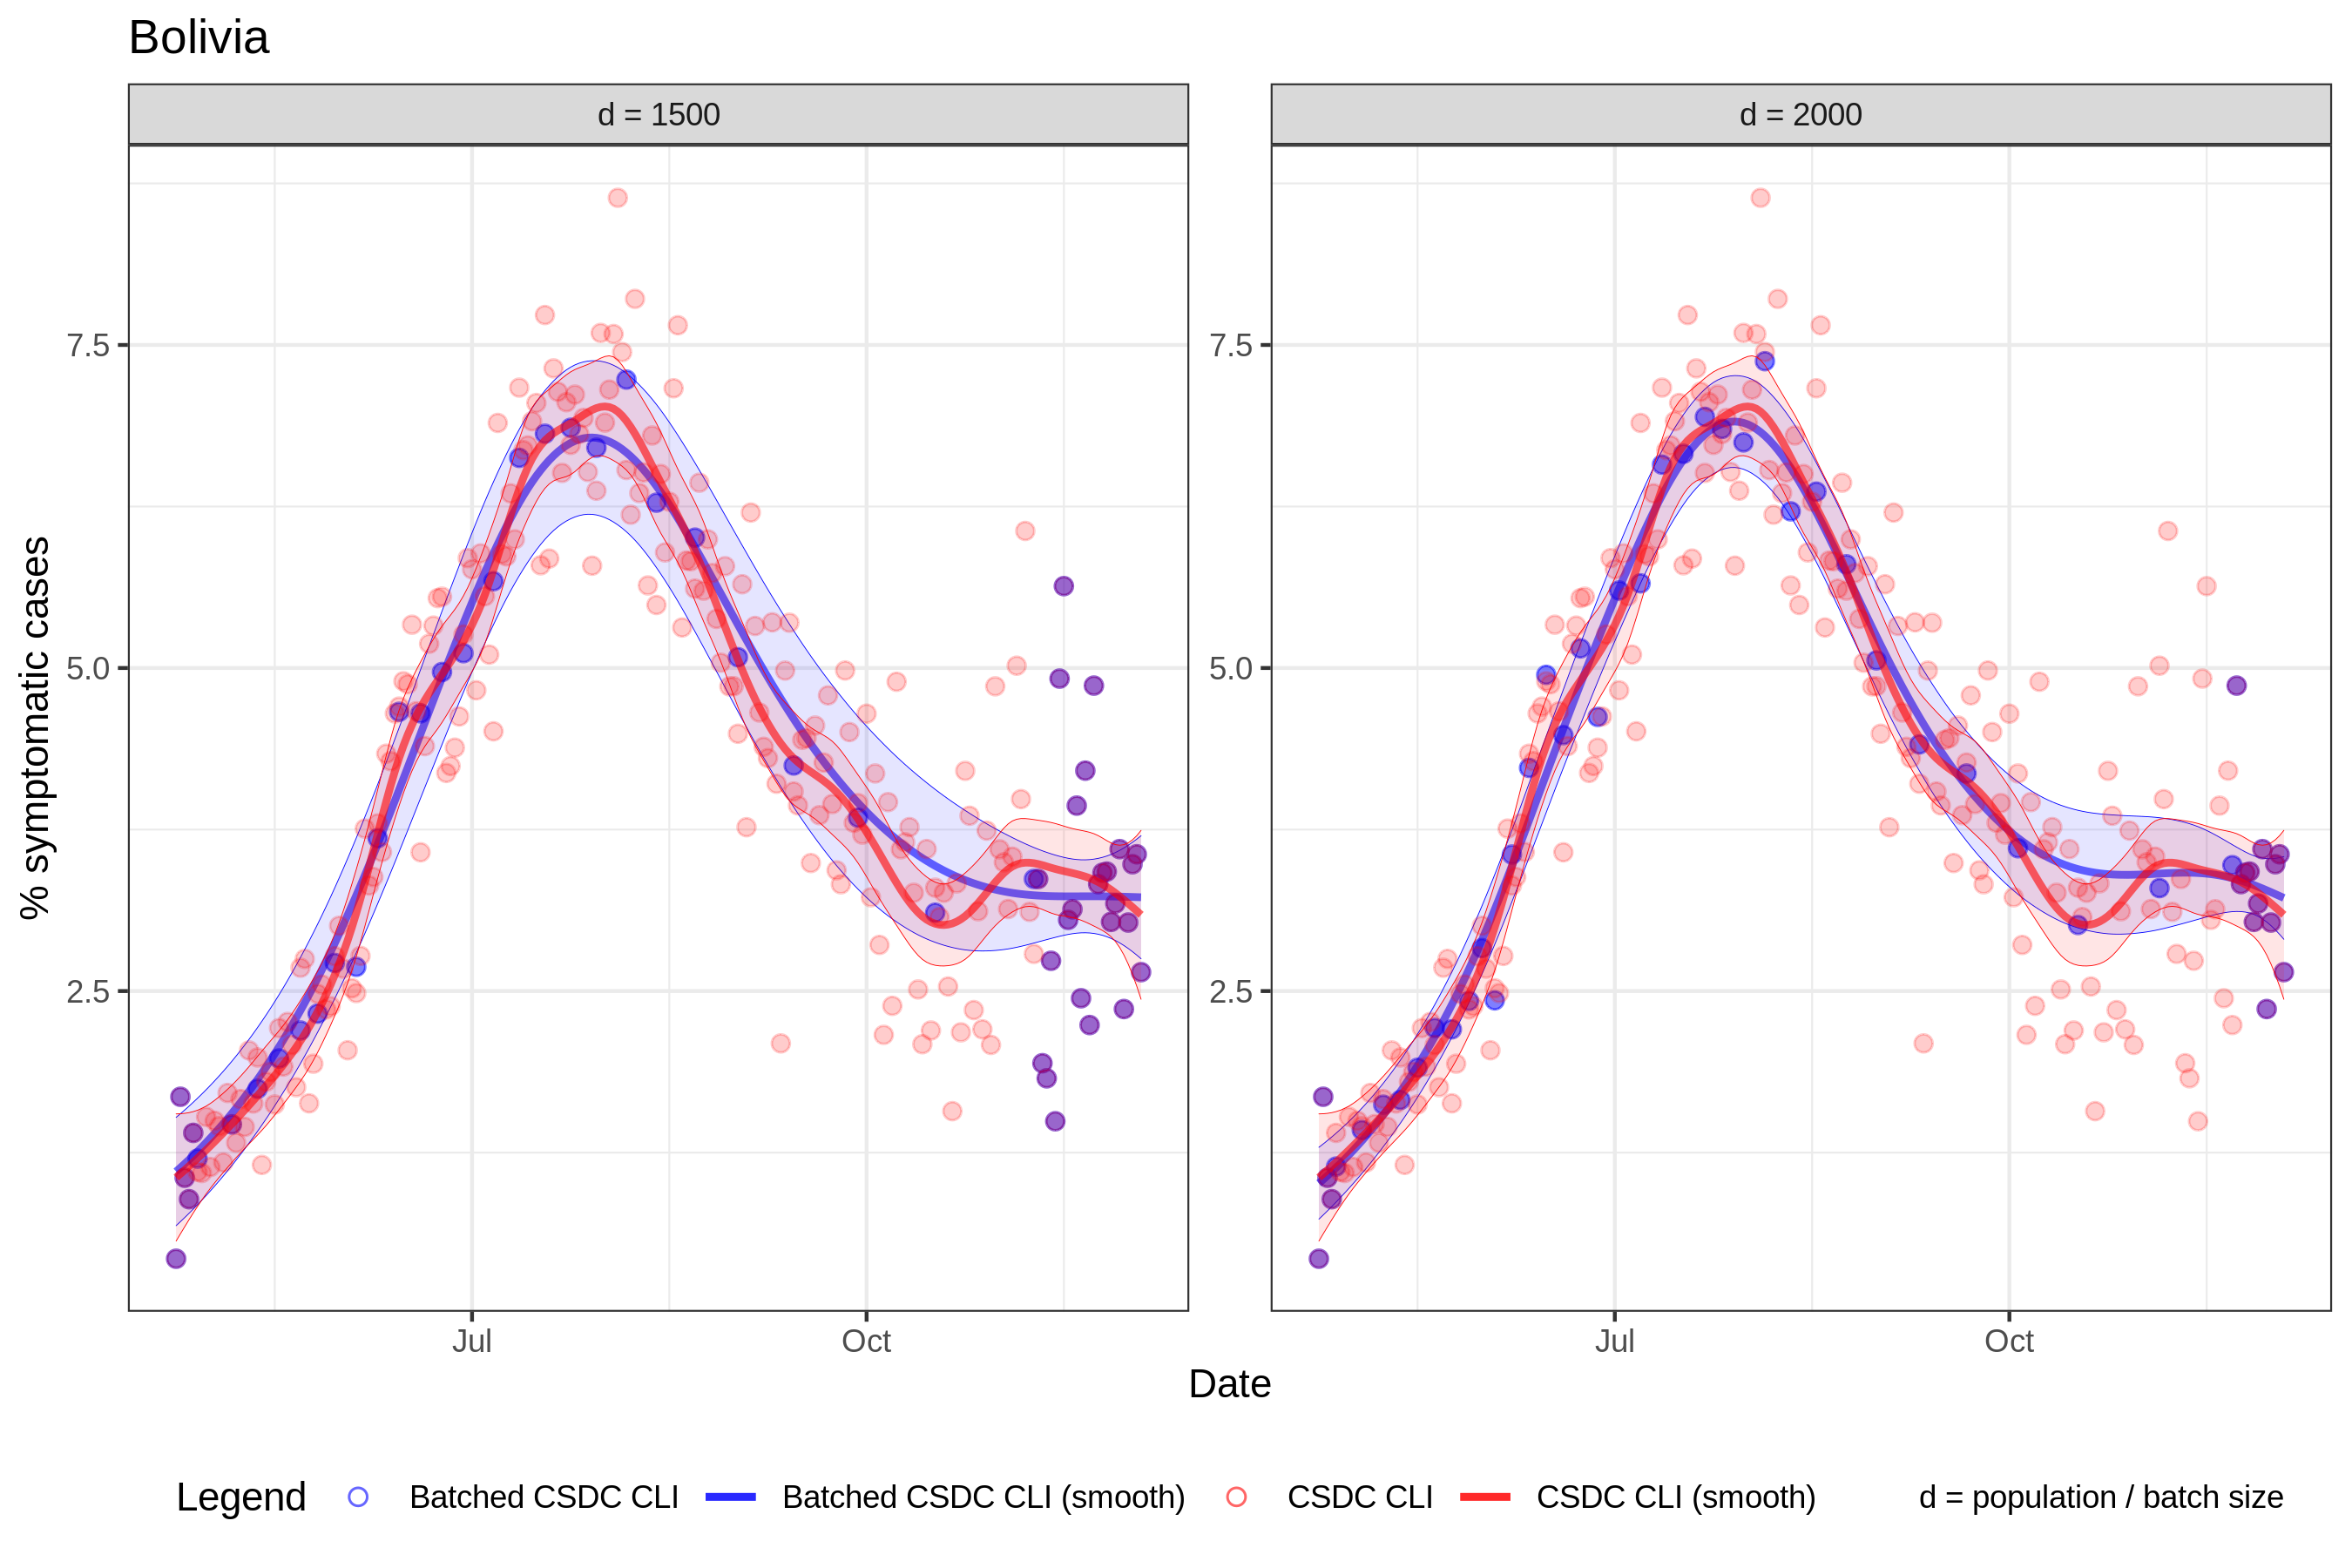 Bolivia
d = 1500
d = 2000
% symptomatic cases
7.5
5.0
2.5
7.5
5.0
2.5
Jul
Oct
Jul
Oct
Date
Legend
Batched CSDC CLI
Batched CSDC CLI (smooth)
CSDC CLI
CSDC CLI (smooth)
d = population / batch size